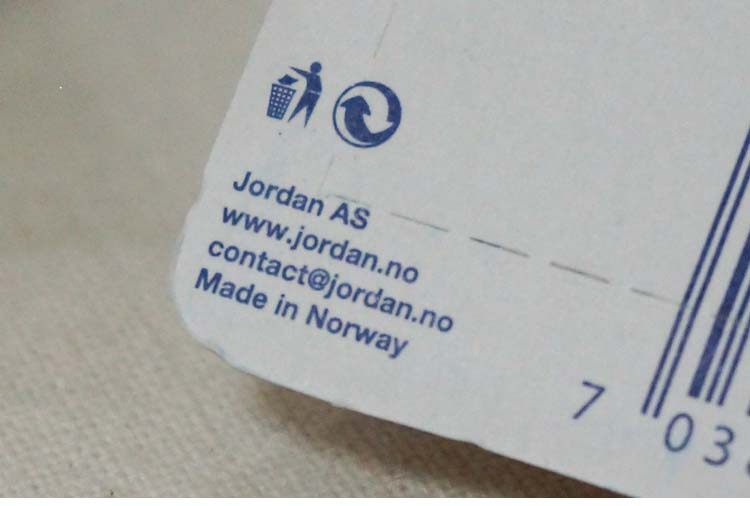 Jordan AS
www.jordan.no
contact@jordan.no
Made in Norway
7 03